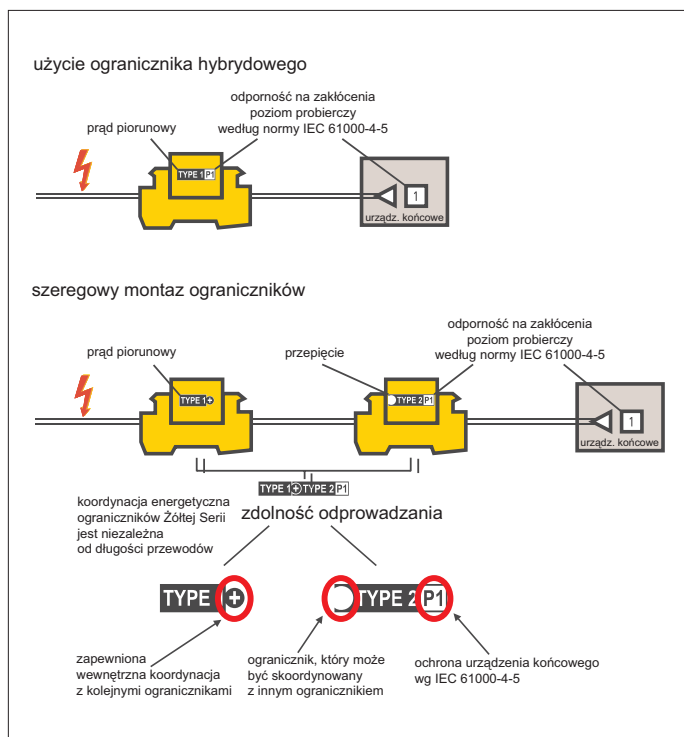 użycie ogranicznika hybrydowego
odporność na zakłócenia
poziom probierczy
według normy IEC 61000-4-5
prąd piorunowy
TYPE 1 P1
1
urządz. końcowe
szeregowy montaz ograniczników
odporność na zakłócenia
poziom probierczy
według normy IEC 61000-4-5
prąd piorunowy
przepięcie
TYPE 1+
TYPE 2 P1
1
urządz. końcowe
TYPE 1+TYPE 2 P1
koordynacja energetyczna
ograniczników Żółtej Serii
jest niezależna
od długości przewodów
zdolność odprowadzania
TYPE 1+
TYPE 2 P1
zapewniona
wewnętrzna koordynacja
z kolejnymi ogranicznikami
ogranicznik, który może
być skoordynowany
z innym ogranicznikiem
ochrona urządzenia końcowego
wg IEC 61000-4-5